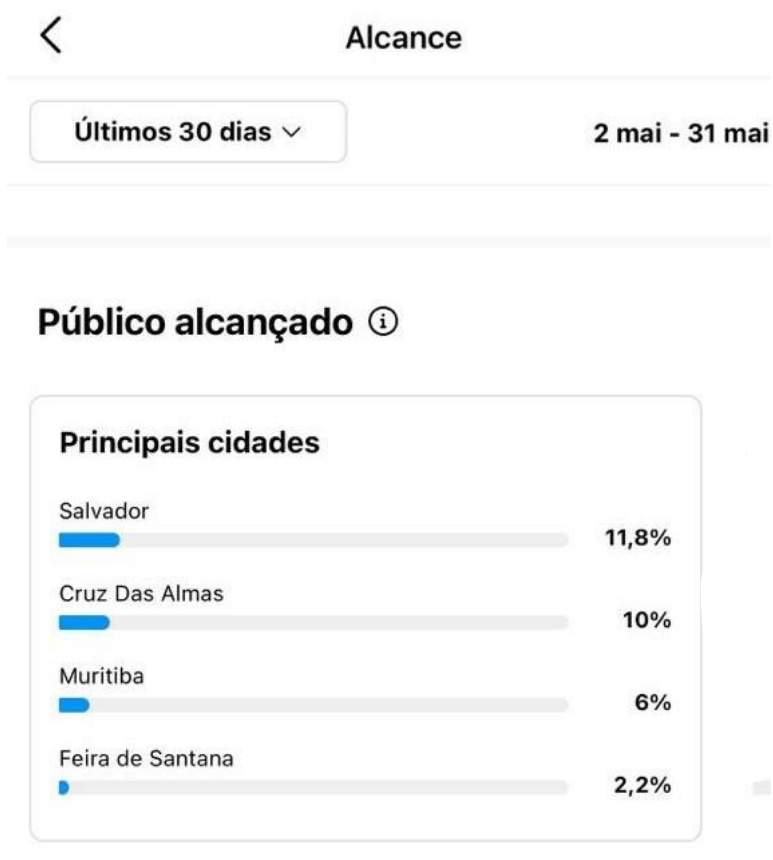 Alcance
Últimos 30 dias
2 mai - 31 mai
Público alcançado
Principais cidades
Salvador
11,8%
Cruz Das Almas
10%
Muritiba
6%
Feira de Santana
2,2%